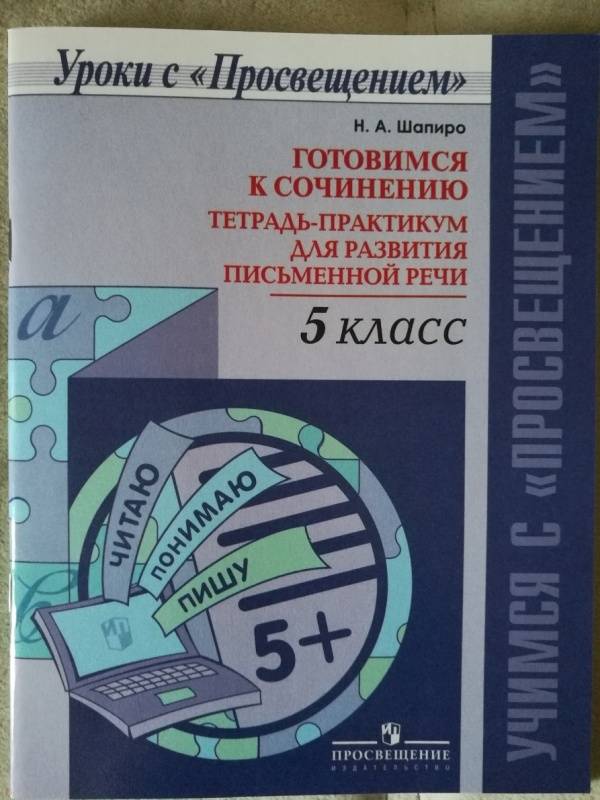 Уроки с «Просвещением»
Н. А. Шапиро
ГОТОВИМСЯ
К СОЧИНЕНИЮ
ТЕТРАДЬ-ПРАКТИКУМ
ДЛЯ РАЗВИТИЯ
ПИСЬМЕННОЙ РЕЧИ
5 класс
УЧИМСЯ С «ПРОСВЕЩЕНИЕМ»
а
ЧИТАЮ
ПОНИМАЮ
ПИШУ
5+
ПРОСВЕЩЕНИЕ
ИЗДАТЕЛЬСТВО